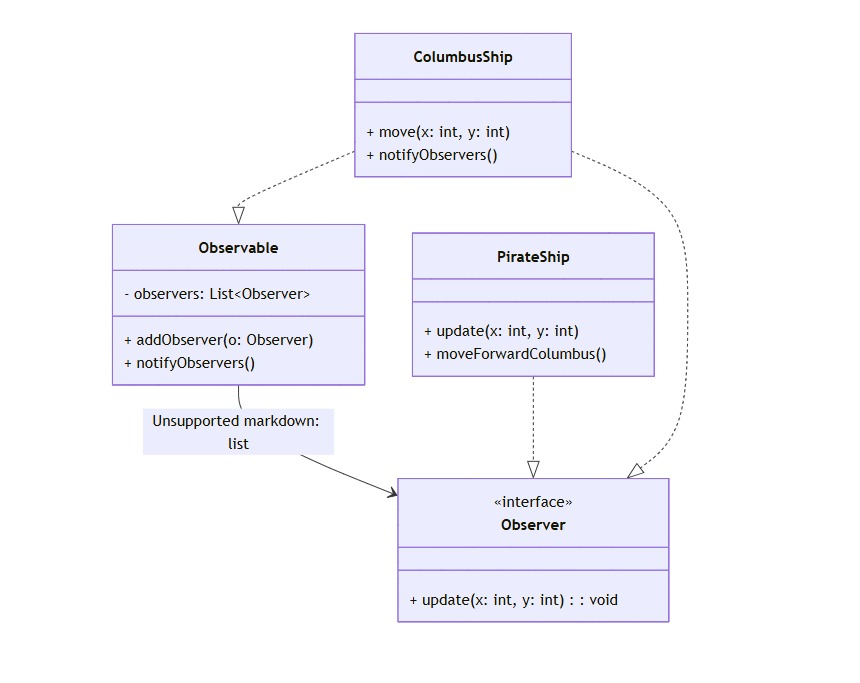 ColumbusShip
+ move(x: int, y: int)
+ notifyObservers()
Observable
- observers: List<Observer>
+ addObserver(o: Observer)
+ notifyObservers()
PirateShip
+ update(x: int, y: int)
+ moveForwardColumbus()
Unsupported markdown:
list
«interface»
Observer
+ update(x: int, y: int) : : void